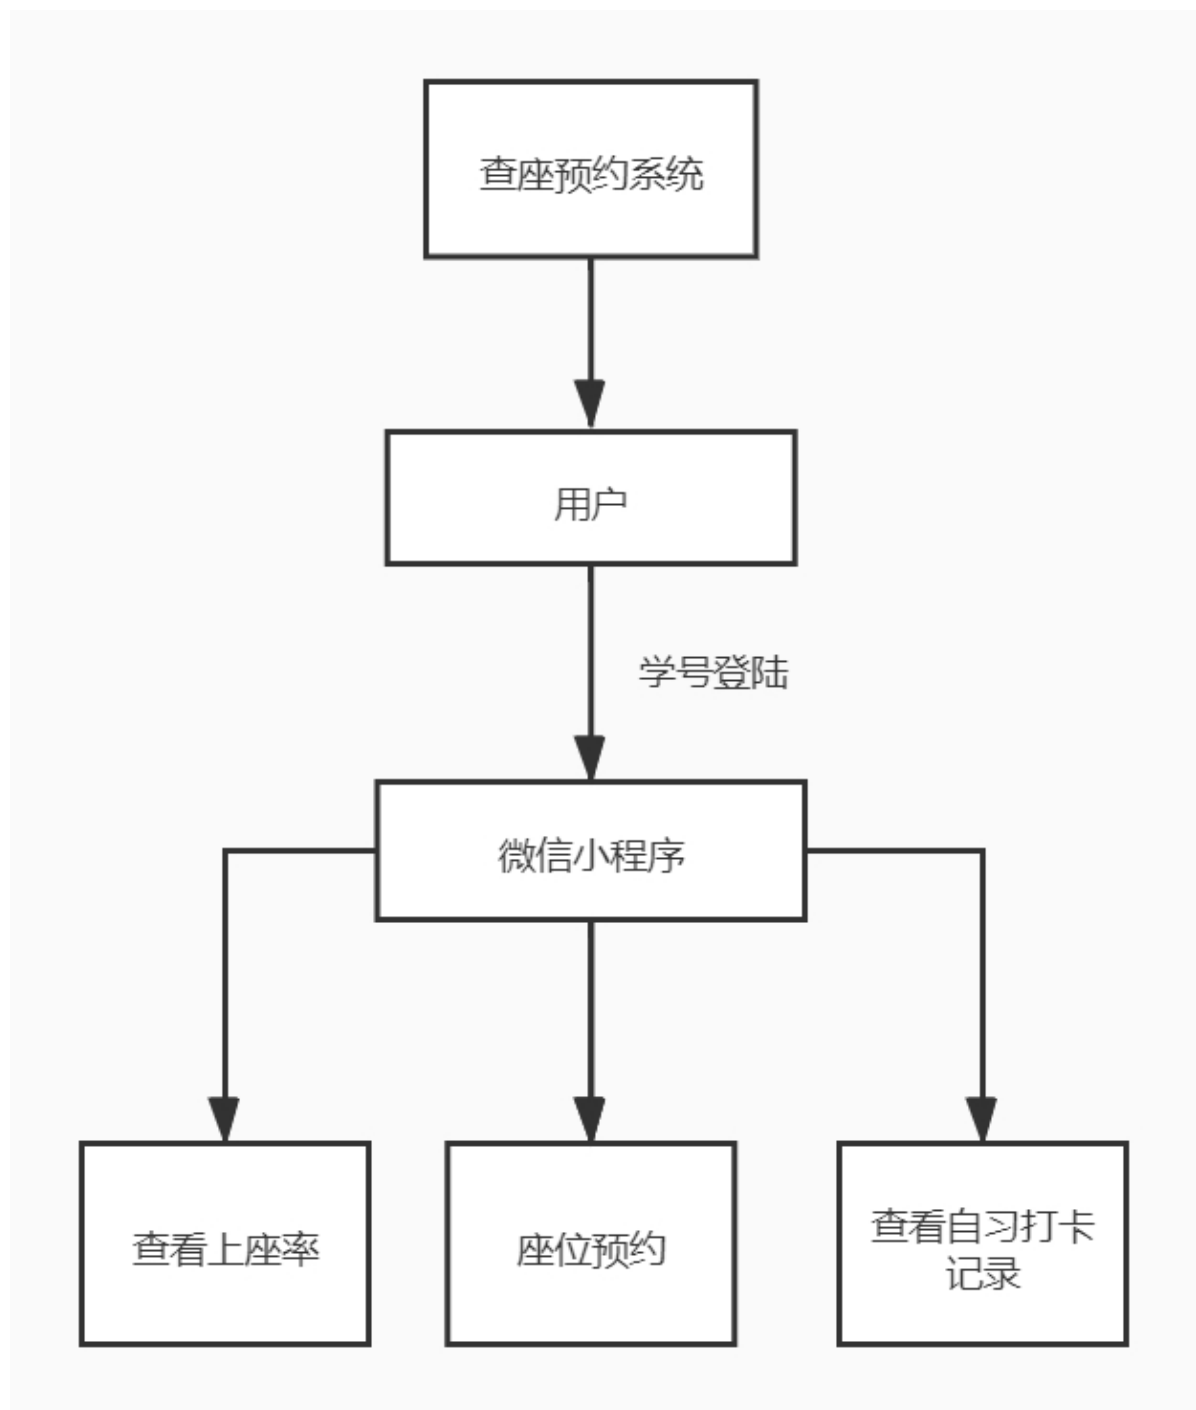 查座预约系统
用户
学号登陆
微信小程序
查看上座率
座位预约
查看自习打卡
记录